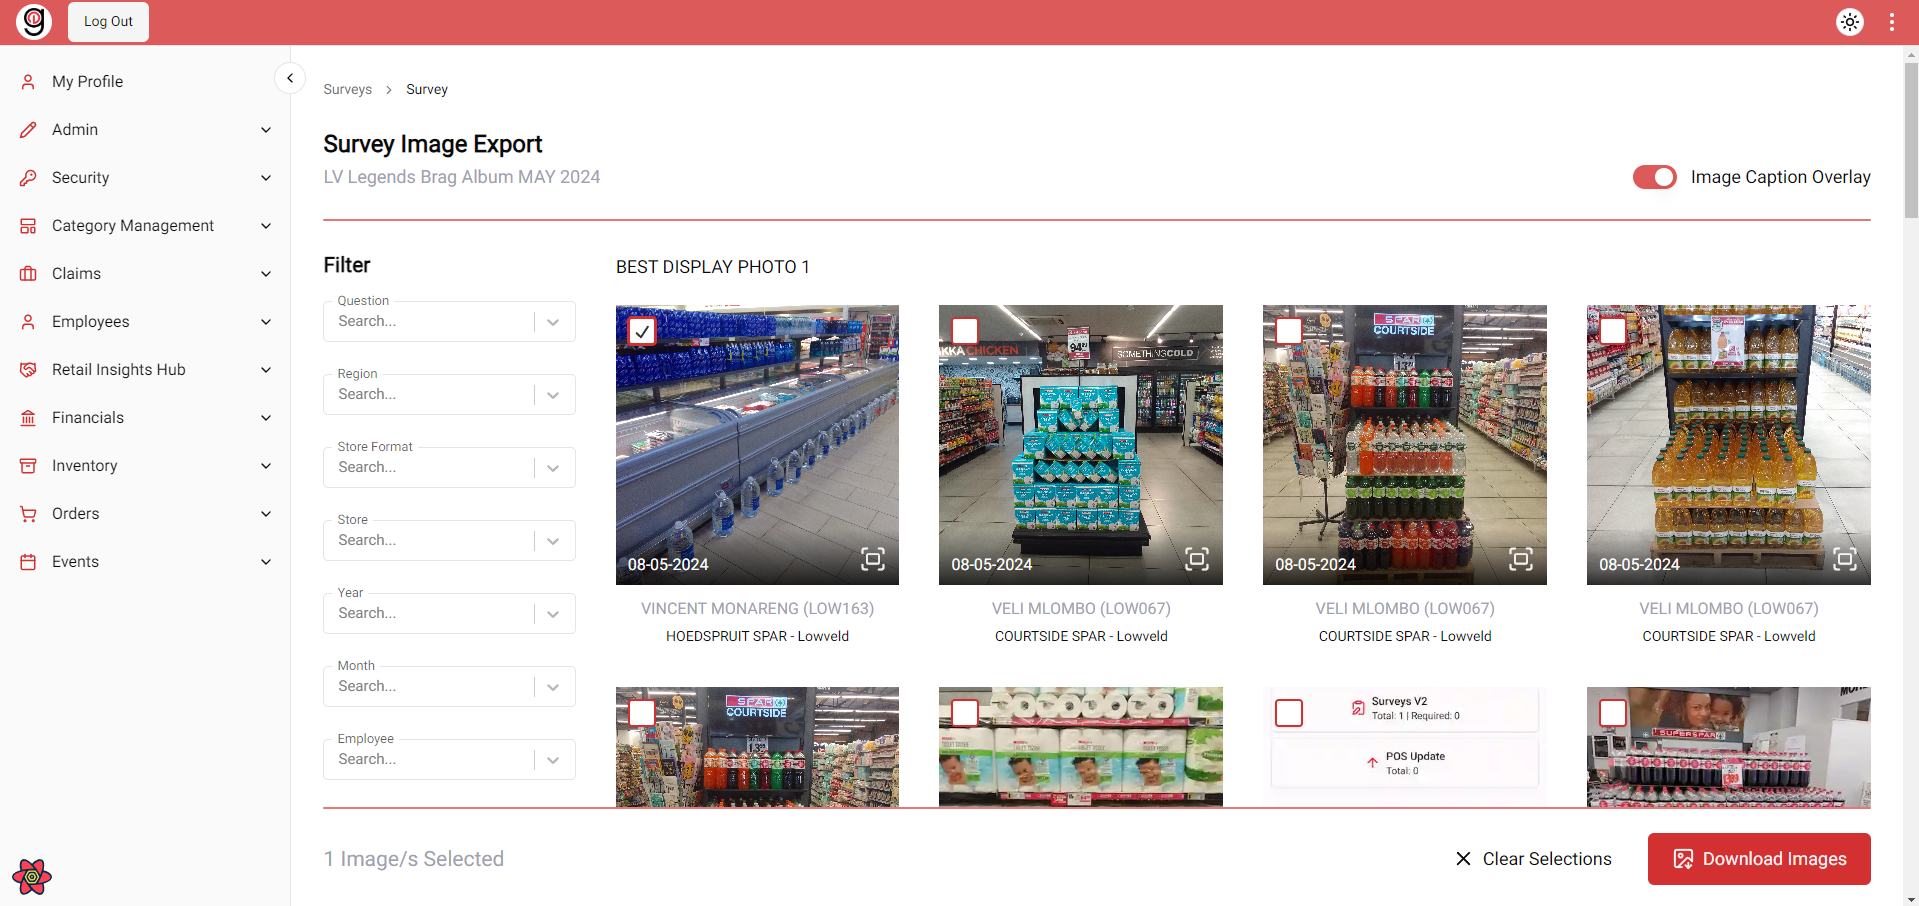 Log Out
My Profile
Admin
Security
Category Management
Claims
Employees
Retail Insights Hub
Financials
Inventory
Orders
Events
Surveys > Survey
Survey Image Export
LV Legends Brag Album MAY 2024
Image Caption Overlay
Filter
Question
Search...
Region
Search...
Store Format
Search...
Store
Search...
Year
Search...
Month
Search...
Employee
Search...
BEST DISPLAY PHOTO 1
08-05-2024
VINCENT MONARENG (LOW163)
HOEDSPRUIT SPAR - Lowveld
KKA CHICKEN
SOMETHING COLD
08-05-2024
VELI MLOMBO (LOW067)
COURTSIDE SPAR - Lowveld
SPAR
COURTSIDE
08-05-2024
VELI MLOMBO (LOW067)
COURTSIDE SPAR - Lowveld
08-05-2024
VELI MLOMBO (LOW067)
COURTSIDE SPAR - Lowveld
SPAR
COURTSIDE
Surveys V2
Total: 1 | Required: 0
POS Update
Total: 0
SUPERSPAR
1 Image/s Selected
Clear Selections
Download Images